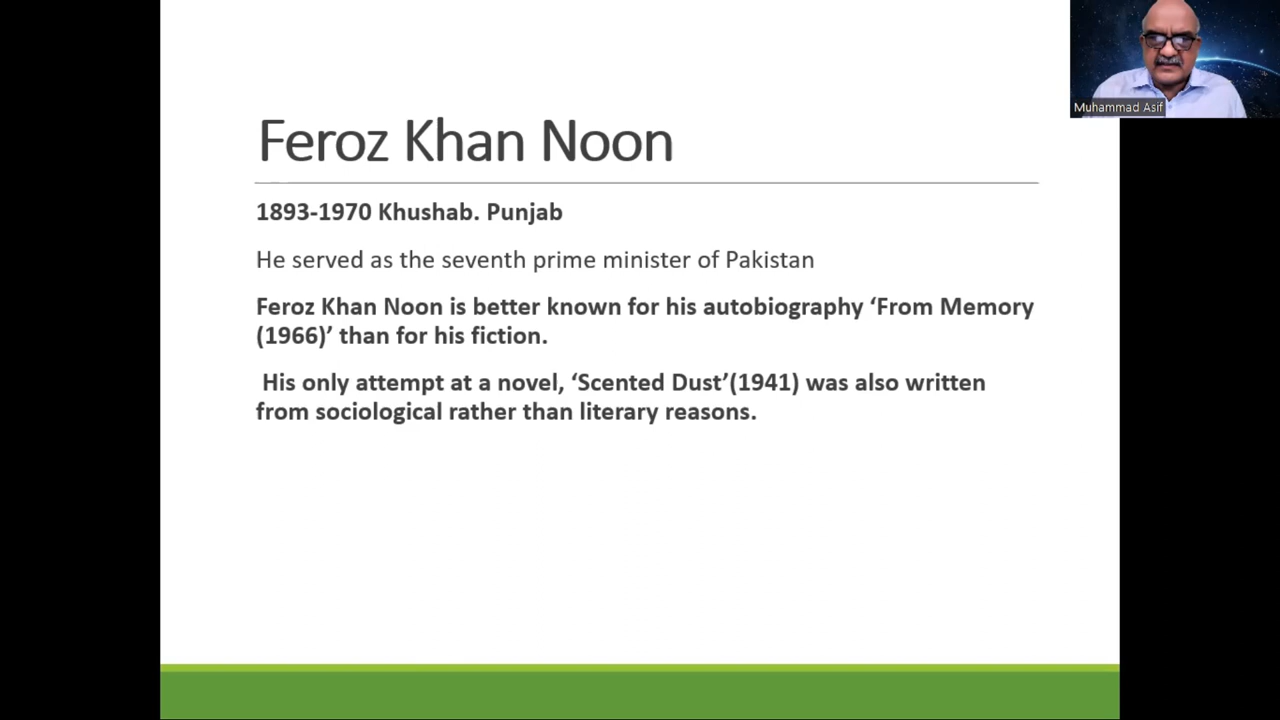 Muhammad Asif
Feroz Khan Noon
1893-1970 Khushab. Punjab
He served as the seventh prime minister of Pakistan
Feroz Khan Noon is better known for his autobiography ‘From Memory
(1966)’ than for his fiction.
His only attempt at a novel, ‘Scented Dust’(1941) was also written
from sociological rather than literary reasons.